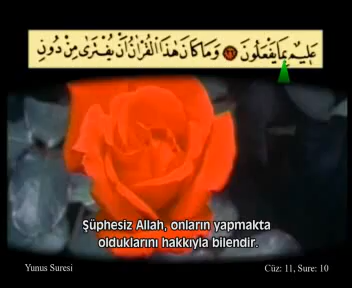 عَلِيمٌ بِمَا يَفْعَلُونَ ﴿٣٦﴾ وَمَا كَانَ هٰذَا الْقُرْاٰنُ اَنْ يُفْتَرٰى مِنْ دُونِ
Şüphesiz Allah, onların yapmakta
olduklarını hakkıyla bilendir.
Yunus Suresi
Cüz: 11, Sure: 10